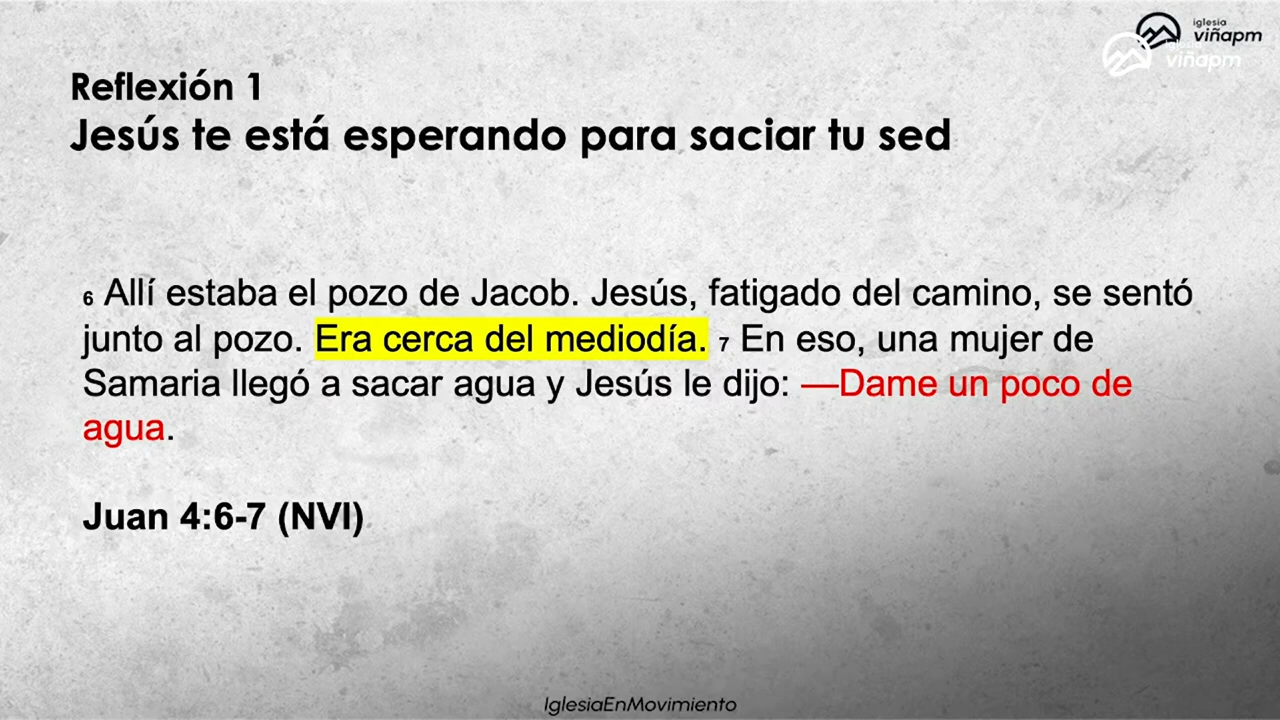 iglesia
viñapm
iglesia
viñapm
Reflexión 1
Jesús te está esperando para saciar tu sed
6 Allí estaba el pozo de Jacob. Jesús, fatigado del camino, se sentó
junto al pozo. Era cerca del mediodía. 7 En eso, una mujer de
Samaria llegó a sacar agua y Jesús le dijo: —Dame un poco de
agua.
Juan 4:6-7 (NVI)
IglesiaEnMovimiento